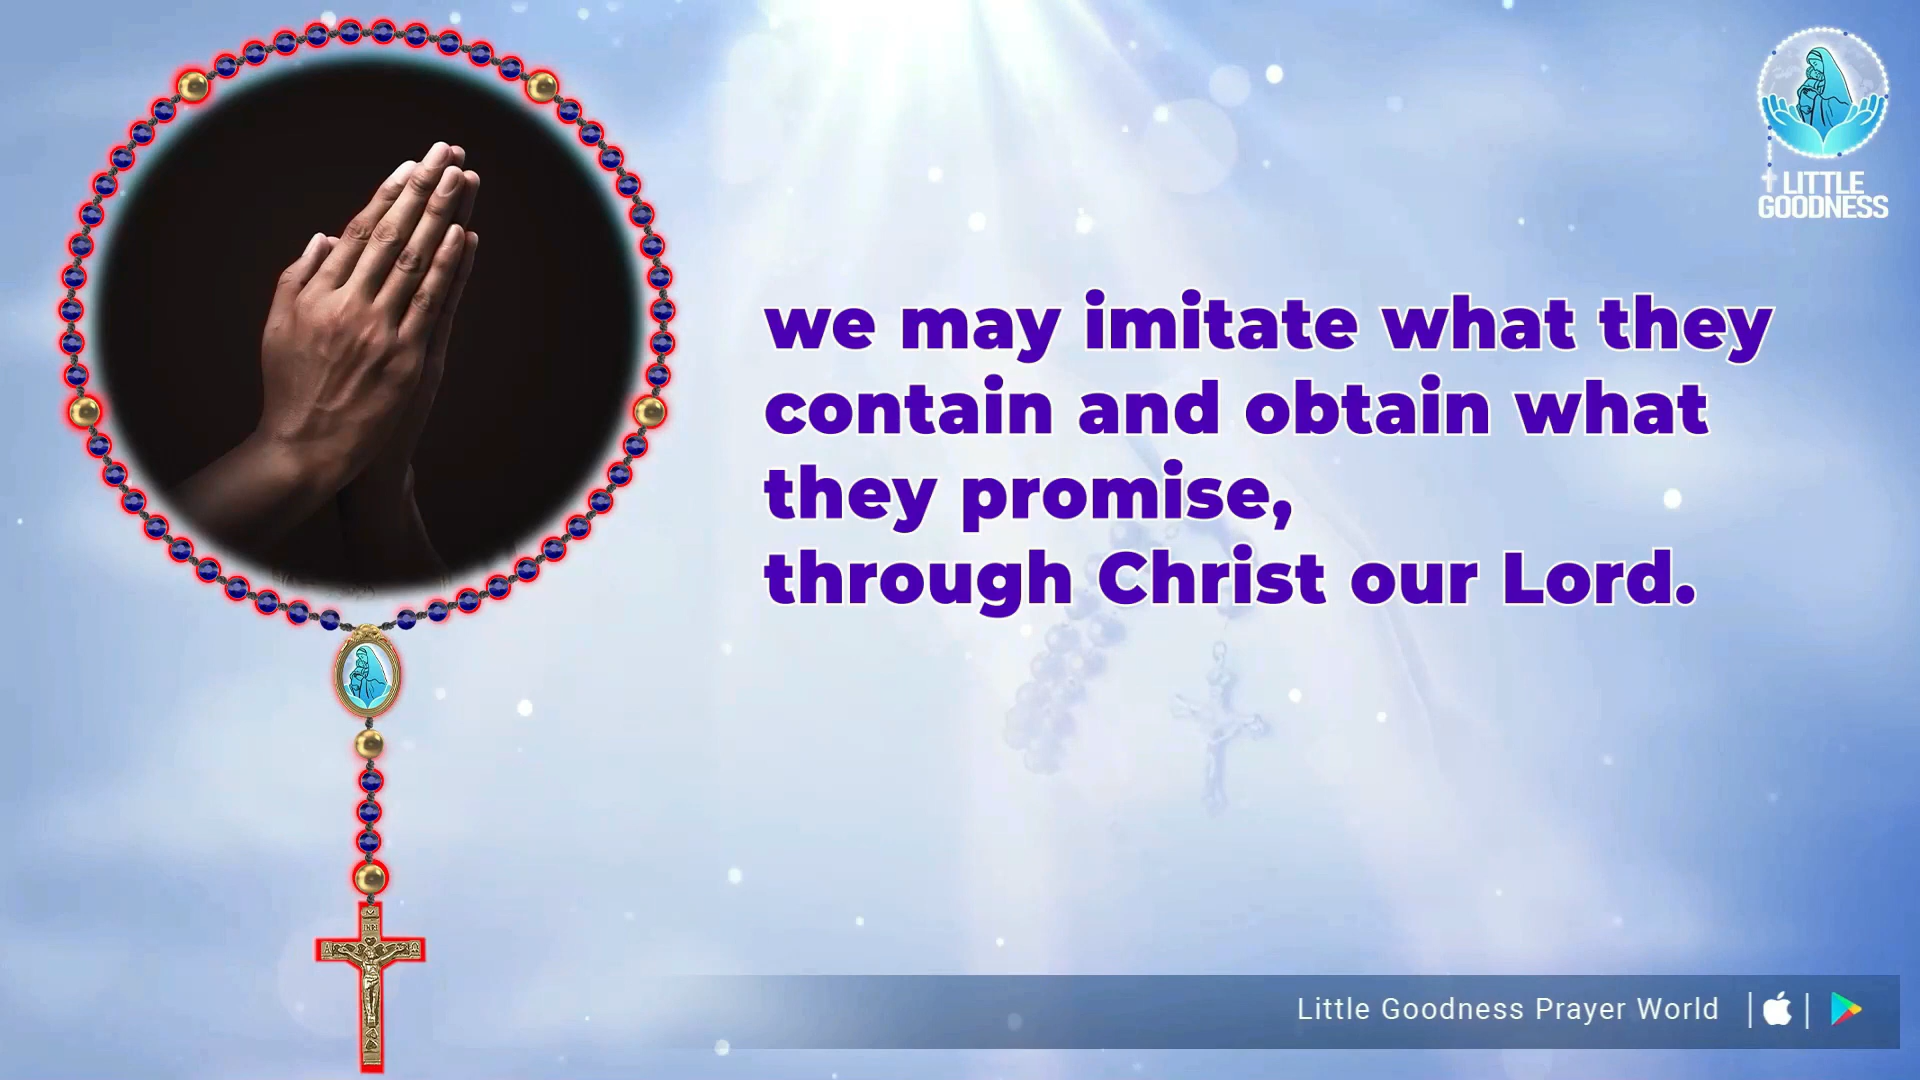 LITTLE
GOODNESS
we may imitate what they
contain and obtain what
they promise,
through Christ our Lord.
INRI
Little Goodness Prayer World